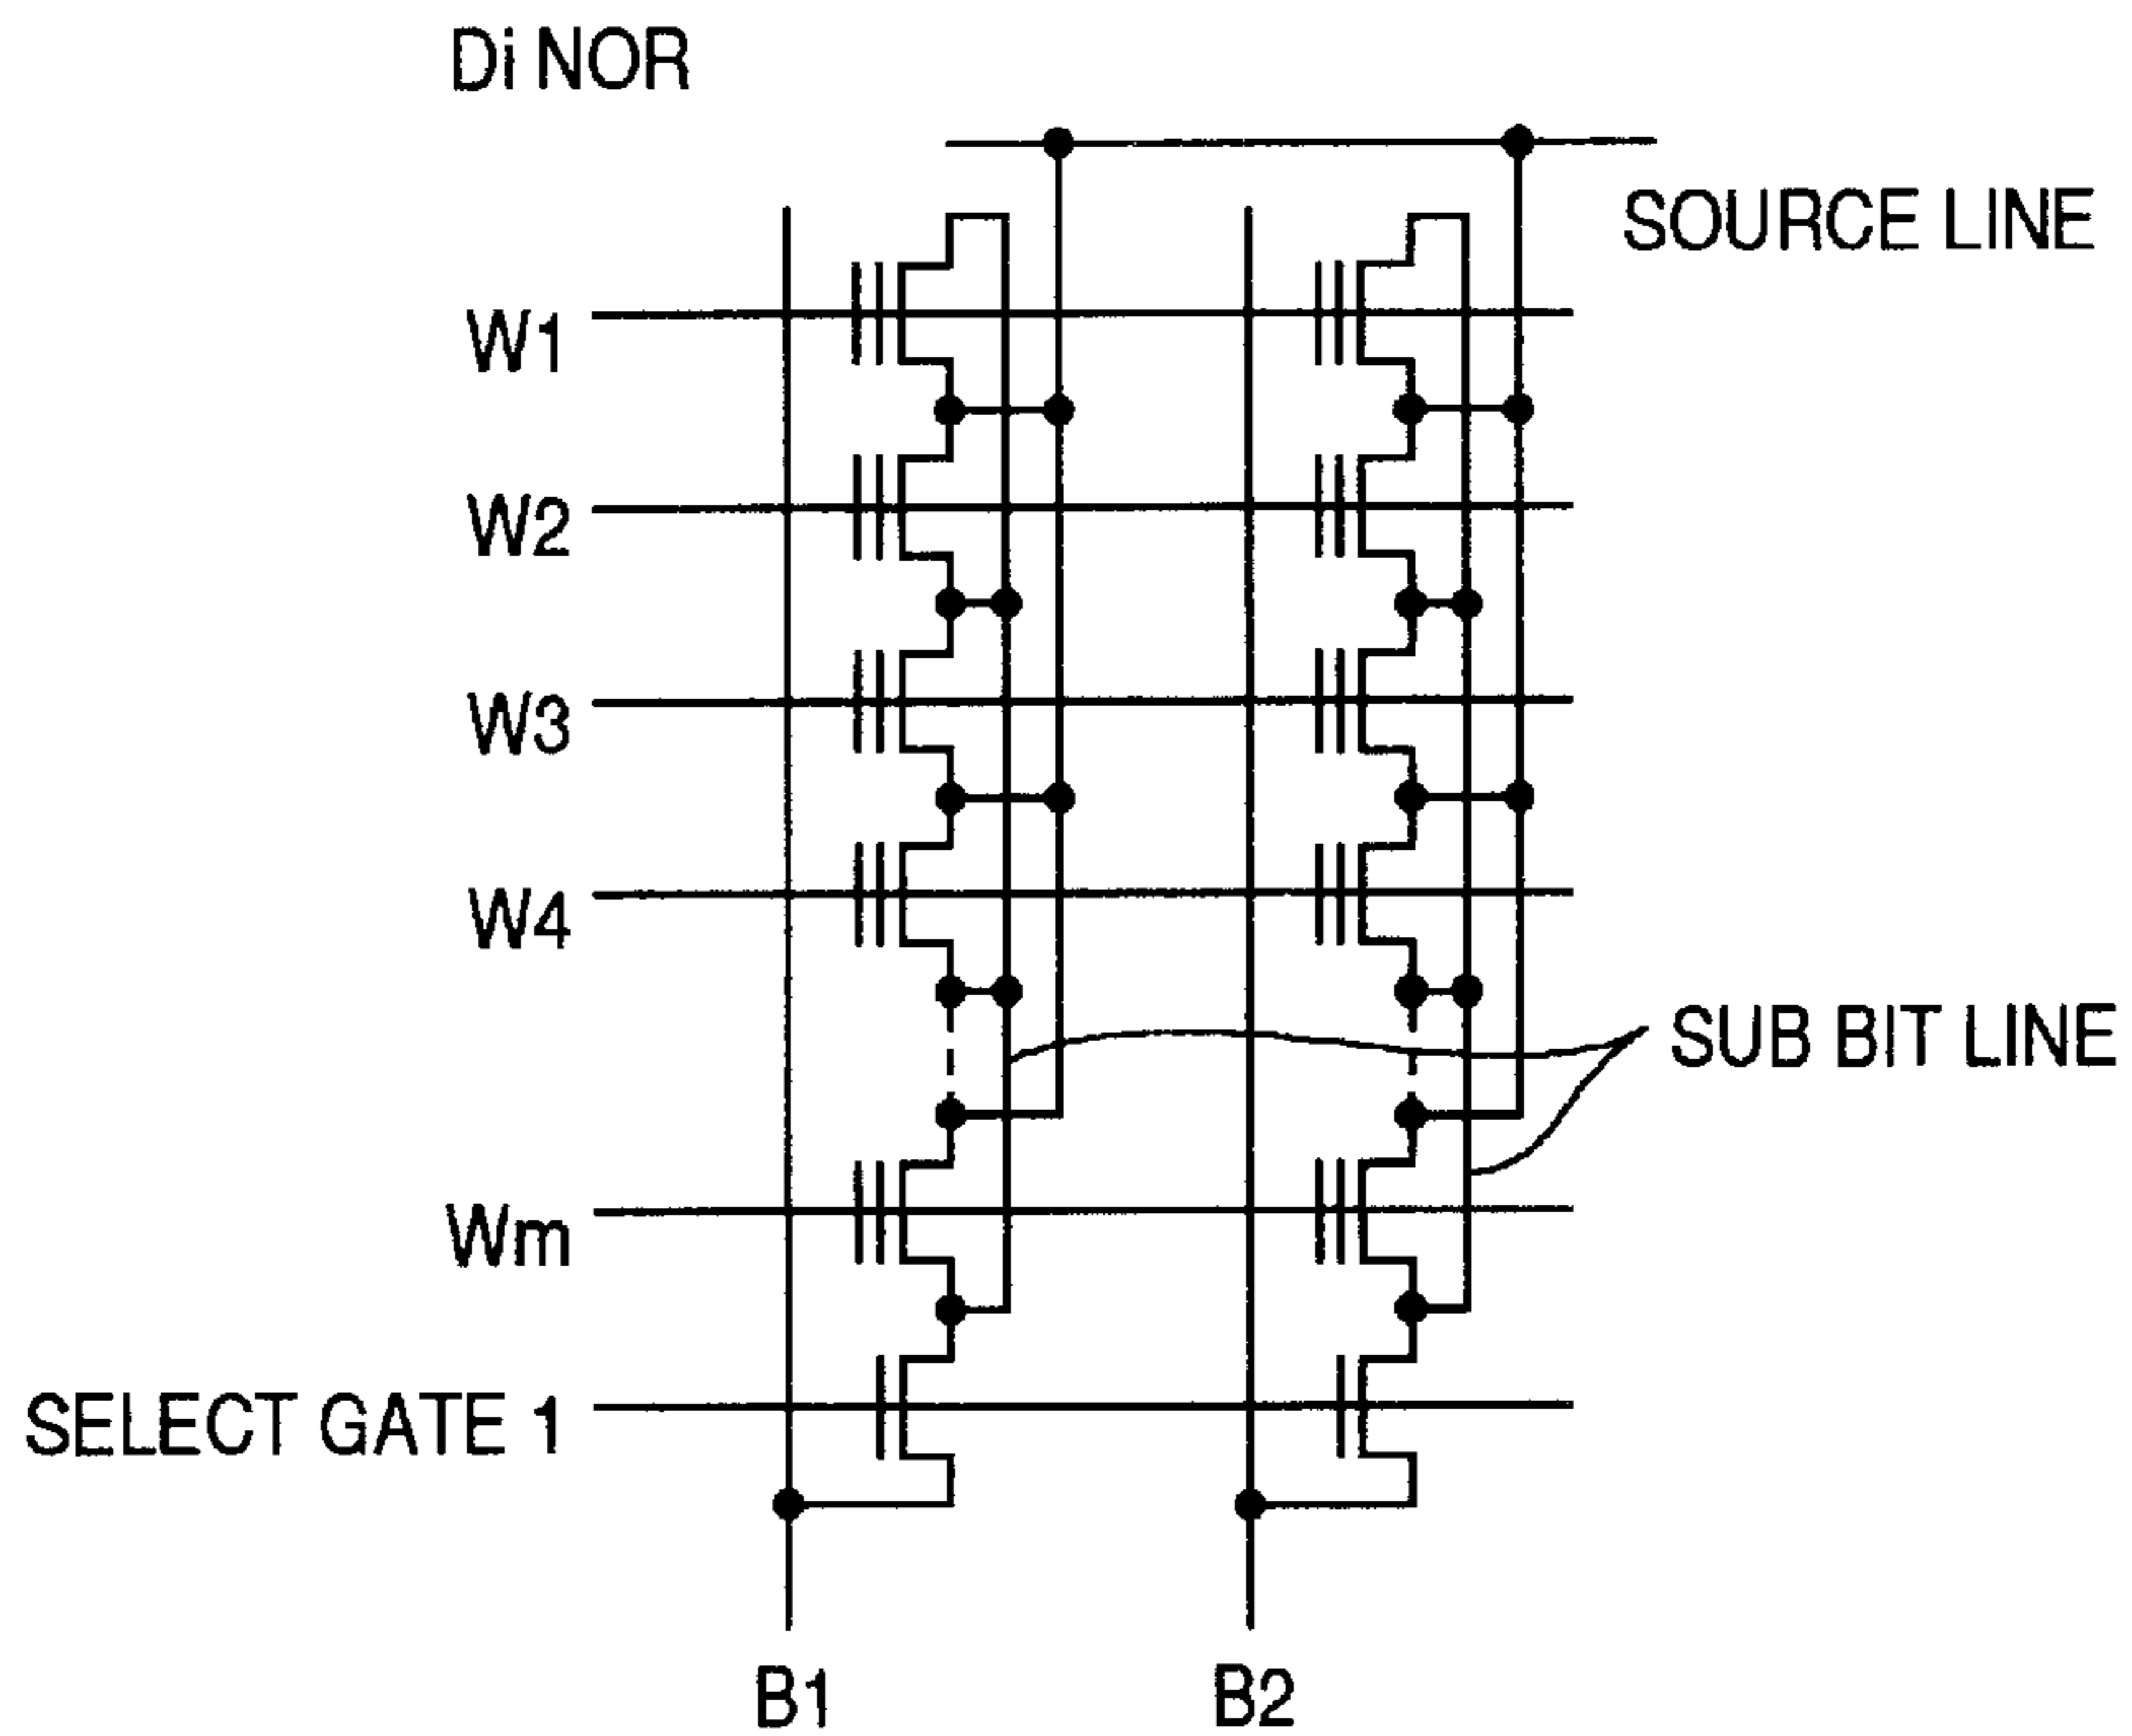 Di NOR
SOURCE LINE
W1
W2
W3
W4
SUB BIT LINE
Wm
SELECT GATE 1
B1
B2